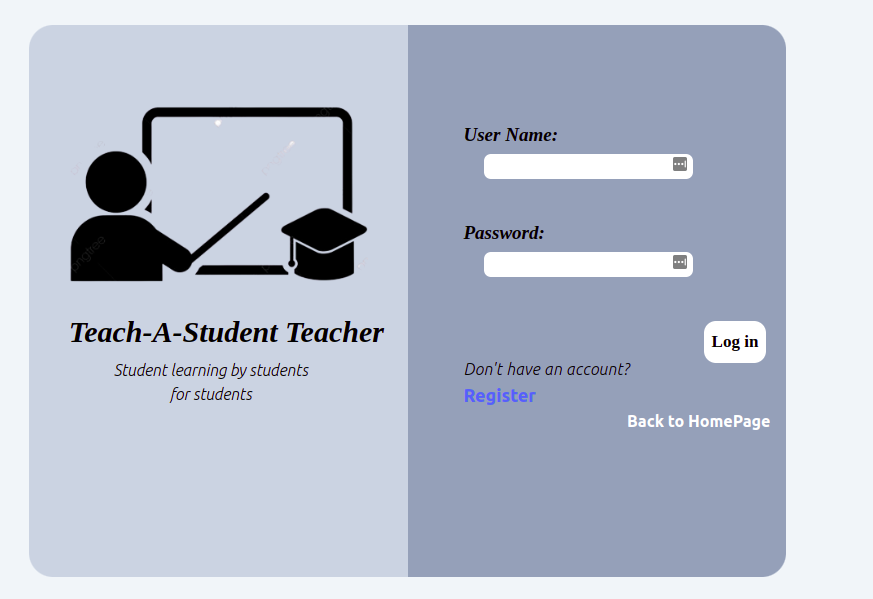 Teach-A-Student Teacher
Student learning by students
for students
User Name:
Password:
Log in
Don't have an account?
Register
Back to HomePage
pngtree